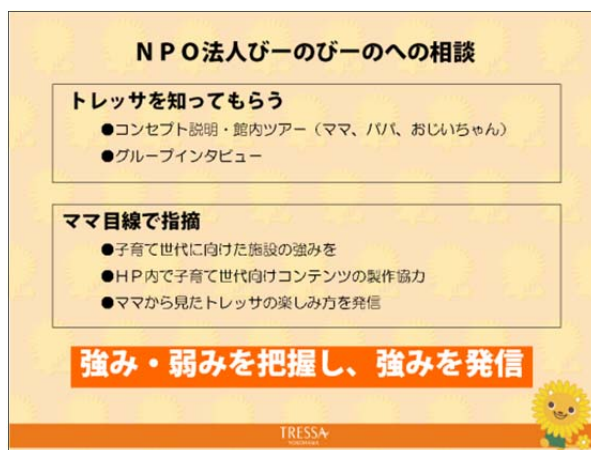 NPO法人びーのびーのへの相談
トレッサを知ってもらう
●コンセプト説明・館内ツアー(ママ、パパ、おじいちゃん)
●グループインタビュー
ママ目線で指摘
●子育て世代に向けた施設の強みを
●HP内で子育て世代向けコンテンツの製作協力
●ママから見たトレッサの楽しみ方を発信
強み・弱みを把握し、強みを発信
TRESSA
YOKOHAMA